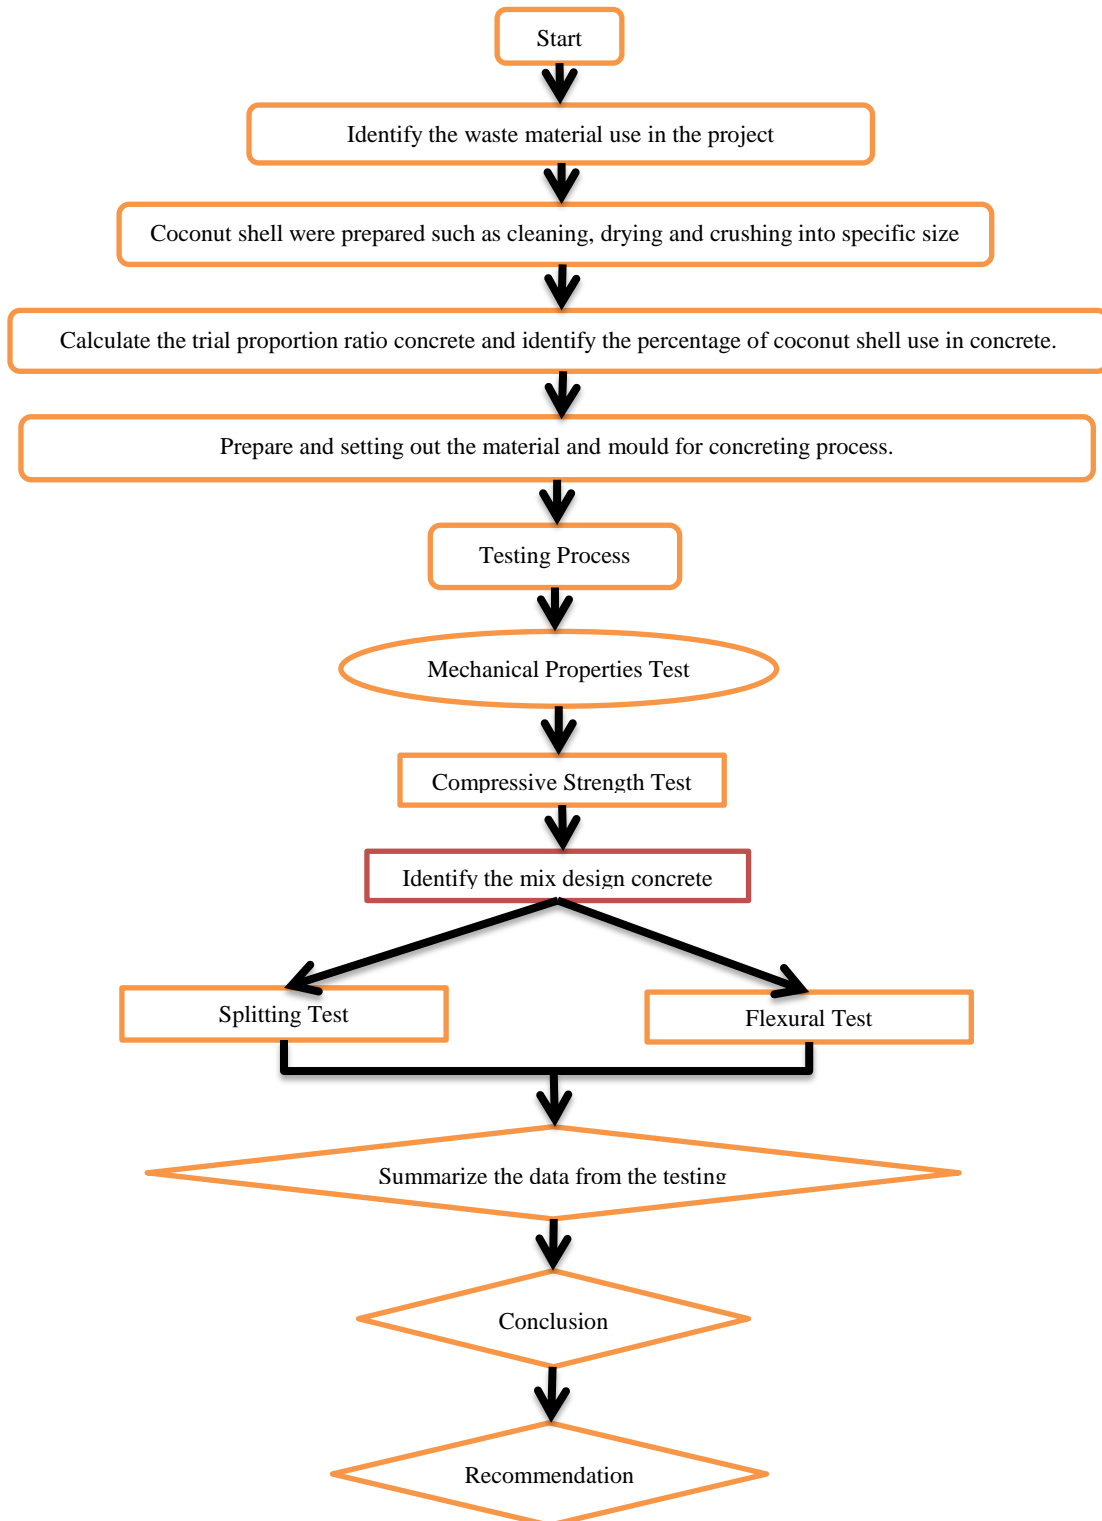 Start
Identify the waste material use in the project
Coconut shell were prepared such as cleaning, drying and crushing into specific size
Calculate the trial proportion ratio concrete and identify the percentage of coconut shell use in concrete.
Prepare and setting out the material and mould for concreting process.
Testing Process
Mechanical Properties Test
Compressive Strength Test
Identify the mix design concrete
Splitting Test
Flexural Test
Summarize the data from the testing
Conclusion
Recommendation